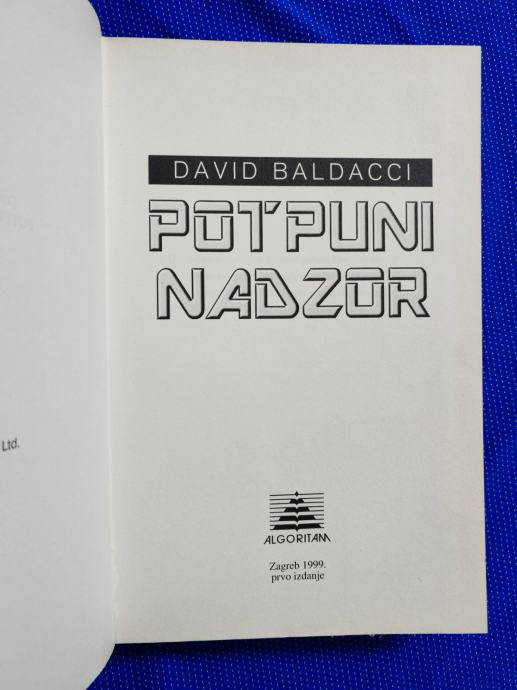 Ltd.
DAVID BALDACCI
POTPUNI
NADZOR
ALGORITAM
Zagreb 1999.
prvo izdanje